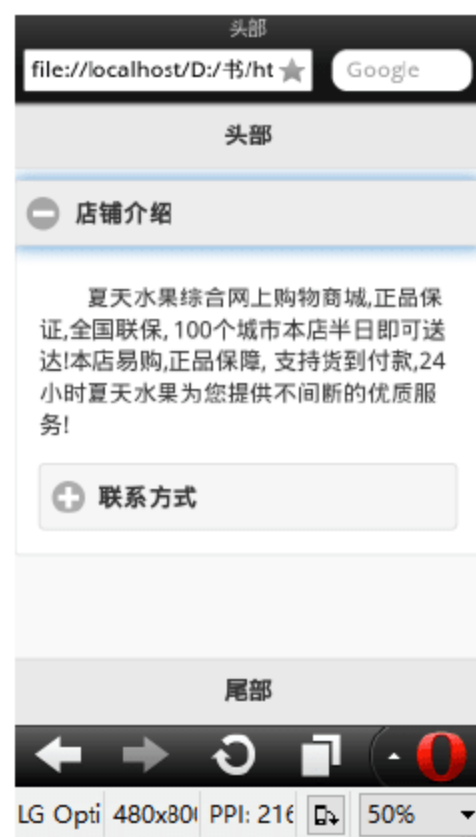 头部
file://localhost/D:/书/ht Google
头部
店铺介绍
夏天水果综合网上购物商城,正品保
证,全国联保, 100个城市本店半日即可送
达!本店易购,正品保障, 支持货到付款,24
小时夏天水果为您提供不间断的优质服
务!
联系方式
尾部
LG Opti 480x80 PPI: 216 50%